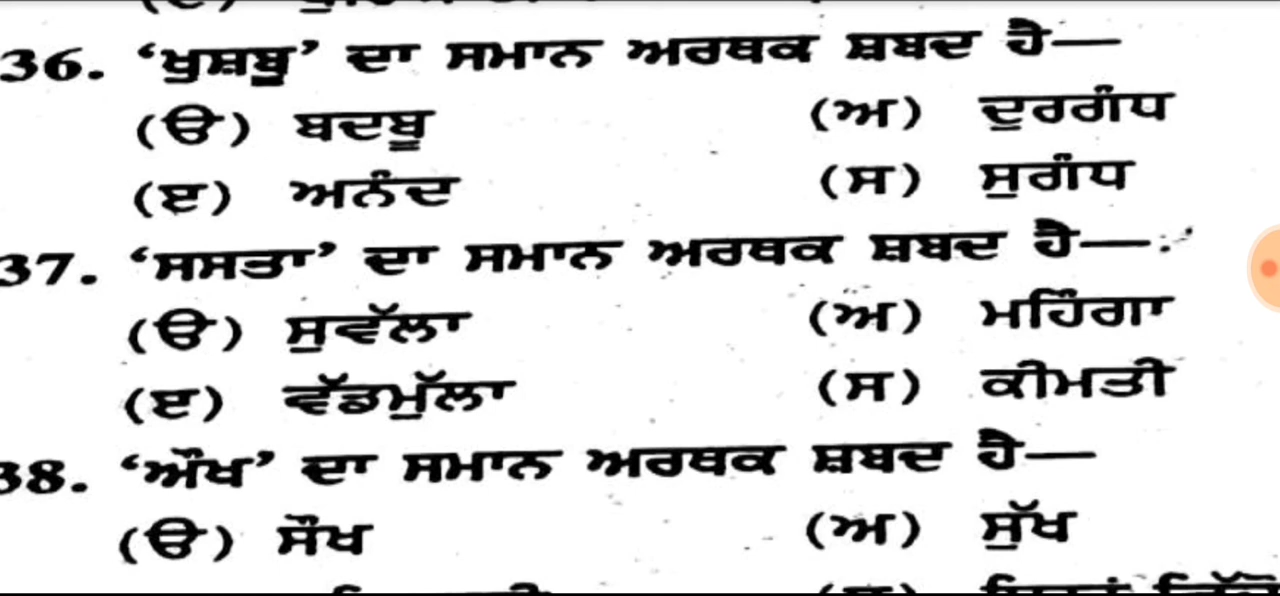 36. ‘ਖੁਸ਼ਬੂ’ ਦਾ ਸਮਾਨ ਅਰਥਕ ਸ਼ਬਦ ਹੈ—
(ੳ) ਬਦਬੂ (ਅ) ਦੁਰਗੰਧ
(ੲ) ਅਨੰਦ (ਸ) ਸੁਗੰਧ
37. ‘ਸਸਤਾ’ ਦਾ ਸਮਾਨ ਅਰਥਕ ਸ਼ਬਦ ਹੈ—
(ੳ) ਸੁਵੱਲਾ (ਅ) ਮਹਿੰਗਾ
(ੲ) ਵੱਡਮੁੱਲਾ (ਸ) ਕੀਮਤੀ
38. ‘ਔਖ’ ਦਾ ਸਮਾਨ ਅਰਥਕ ਸ਼ਬਦ ਹੈ—
(ੳ) ਸੌਖ (ਅ) ਸੁੱਖ